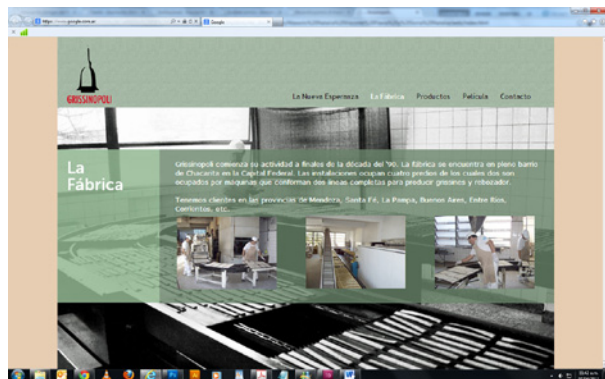 Google
GRISSINOPOLI
La Nueva Esperanza La Fábrica Productos Película Contacto
La
Fábrica
Grissinopoli comienza su actividad a finales de la década del '90. La fábrica se encuentra en pleno barrio
de Chacarita en la Capital Federal. Las instalaciones ocupan cuatro predios de los cuales dos son
ocupados por máquinas que conforman dos líneas completas para producir grisines y rebozador.
Tenemos clientes en las provincias de Mendoza, Santa Fé, La Pampa, Buenos Aires, Entre Ríos,
Corrientes, etc.